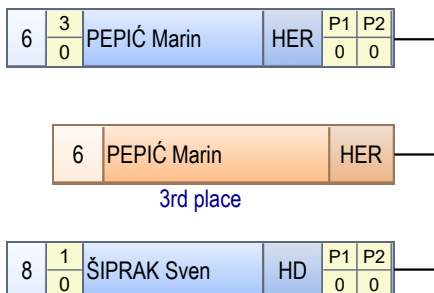 6 3 0 PEPIĆ Marin HER P1 P2 0 0
6 PEPIĆ Marin HER
3rd place
8 1 0 ŠIPRAK Sven HD P1 P2 0 0